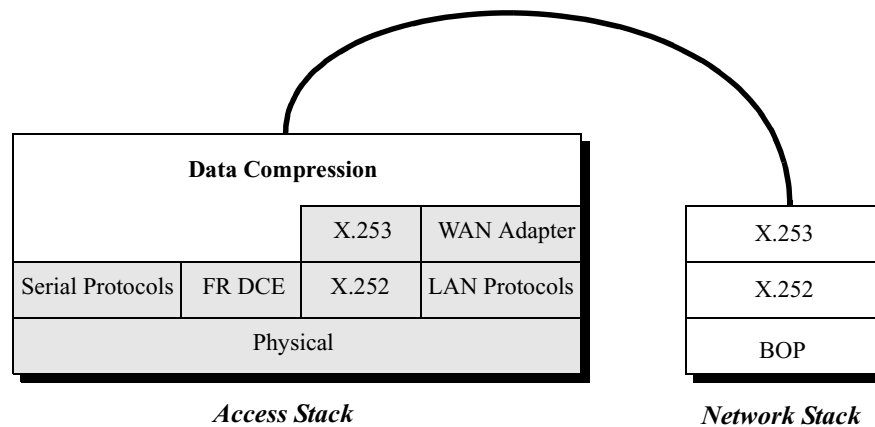 Data Compression
X.253 WAN Adapter
X.253
Serial Protocols FR DCE X.252 LAN Protocols
X.252
Physical
BOP
Access Stack
Network Stack